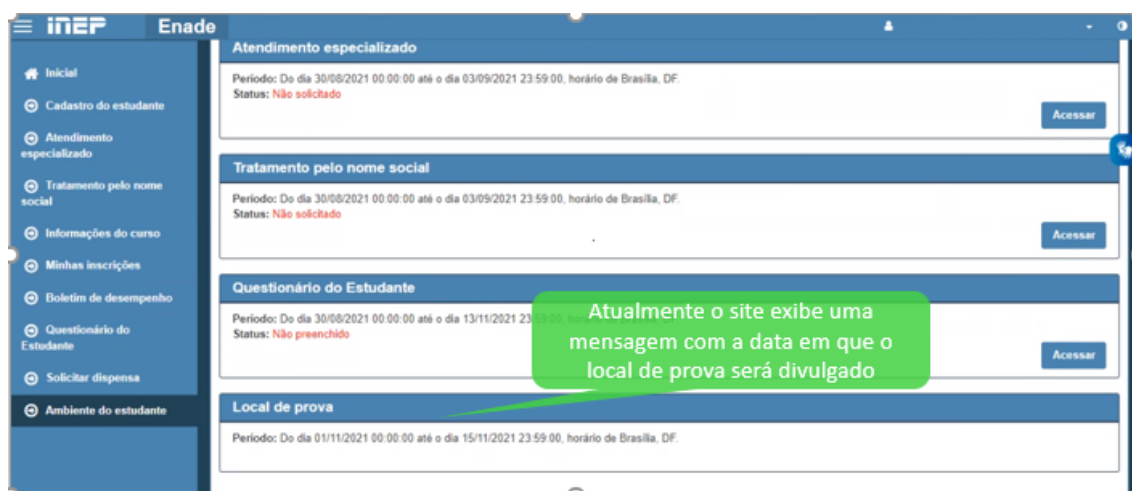 inep Enade
Inicial
Cadastro do estudante
Atendimento
especializado
Tratamento pelo nome
social
Informações do curso
Minhas inscrições
Boletim de desempenho
Questionário do
Estudante
Solicitar dispensa
Ambiente do estudante
Atendimento especializado
Período: Do dia 30/08/2021 00:00:00 até o dia 03/09/2021 23:59:00, horário de Brasília, DF.
Status: Não solicitado
Acessar
Tratamento pelo nome social
Período: Do dia 30/08/2021 00:00:00 até o dia 03/09/2021 23:59:00, horário de Brasília, DF.
Status: Não solicitado
Acessar
Questionário do Estudante
Período: Do dia 30/08/2021 00:00:00 até o dia 13/11/2021 23
Status: Não preenchido
Acessar
Atualmente o site exibe uma
mensagem com a data em que o
local de prova será divulgado
Local de prova
Período: Do dia 01/11/2021 00:00:00 até o dia 15/11/2021 23:59:00, horário de Brasília, DF.